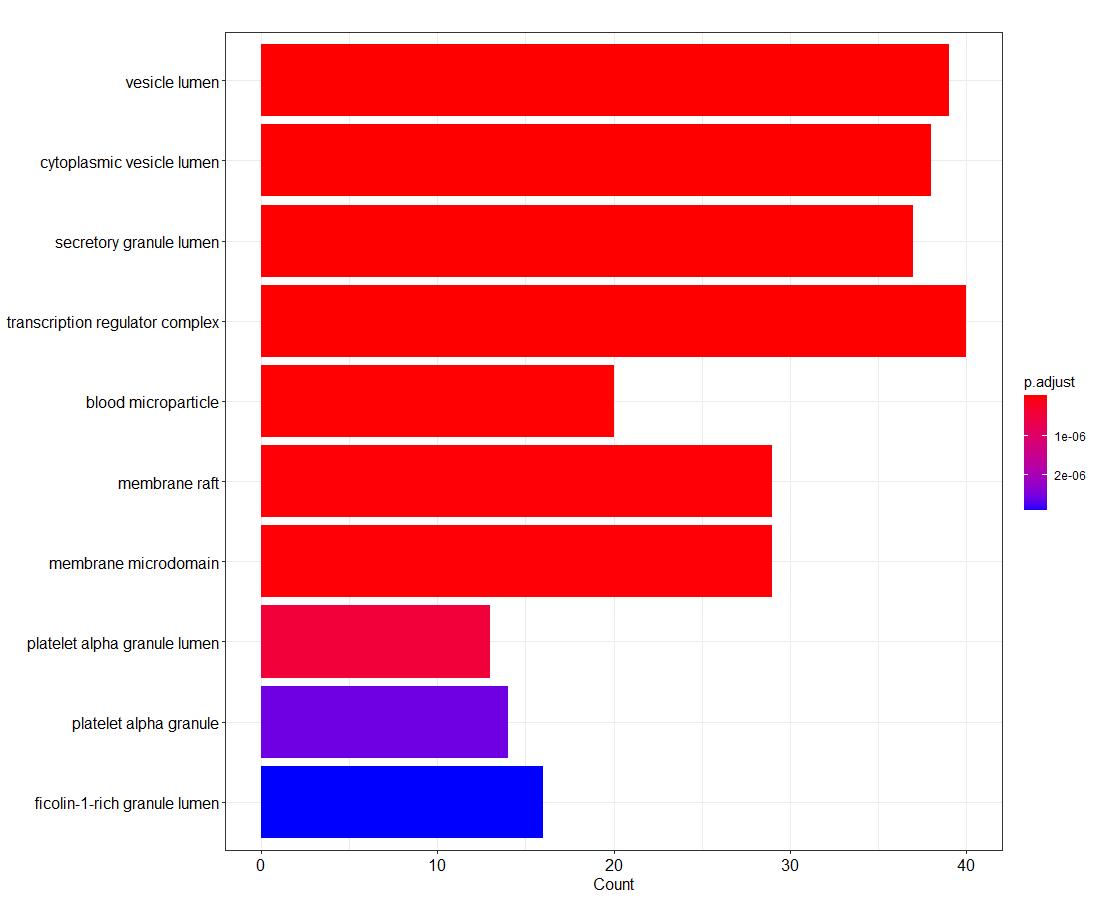 vesicle lumen
cytoplasmic vesicle lumen
secretory granule lumen
transcription regulator complex
blood microparticle
membrane raft
membrane microdomain
platelet alpha granule lumen
platelet alpha granule
ficolin-1-rich granule lumen
0 10 20 30 40
Count
p.adjust
1e-06
2e-06